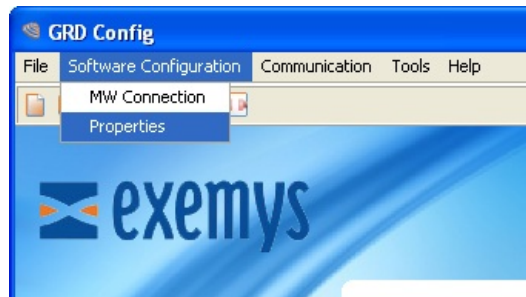 GRD Config
File Software Configuration Communication Tools Help
MW Connection
Properties
exemys